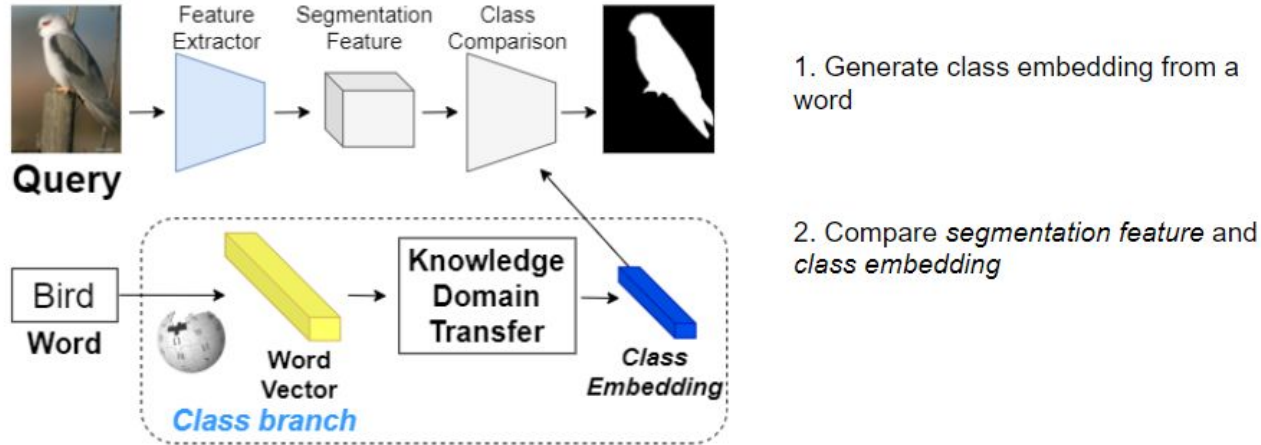 Feature
Extractor
Segmentation
Feature
Class
Comparison
Query
1. Generate class embedding from a
word
2. Compare segmentation feature and
class embedding
Bird
Word
Word
Vector
Knowledge
Domain
Transfer
Class
Embedding
Class branch